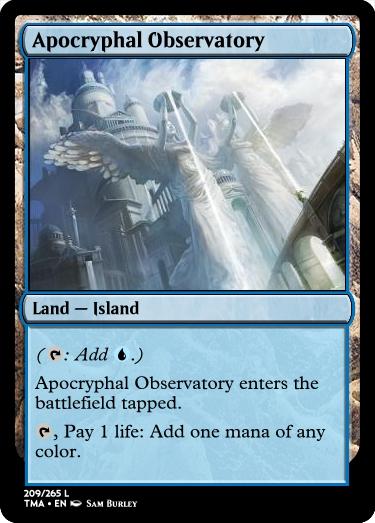 Apocryphal Observatory
Land — Island
( : Add .)
Apocryphal Observatory enters the
battlefield tapped.
, Pay 1 life: Add one mana of any
color.
209/265 L
TMA • EN SAM BURLEY